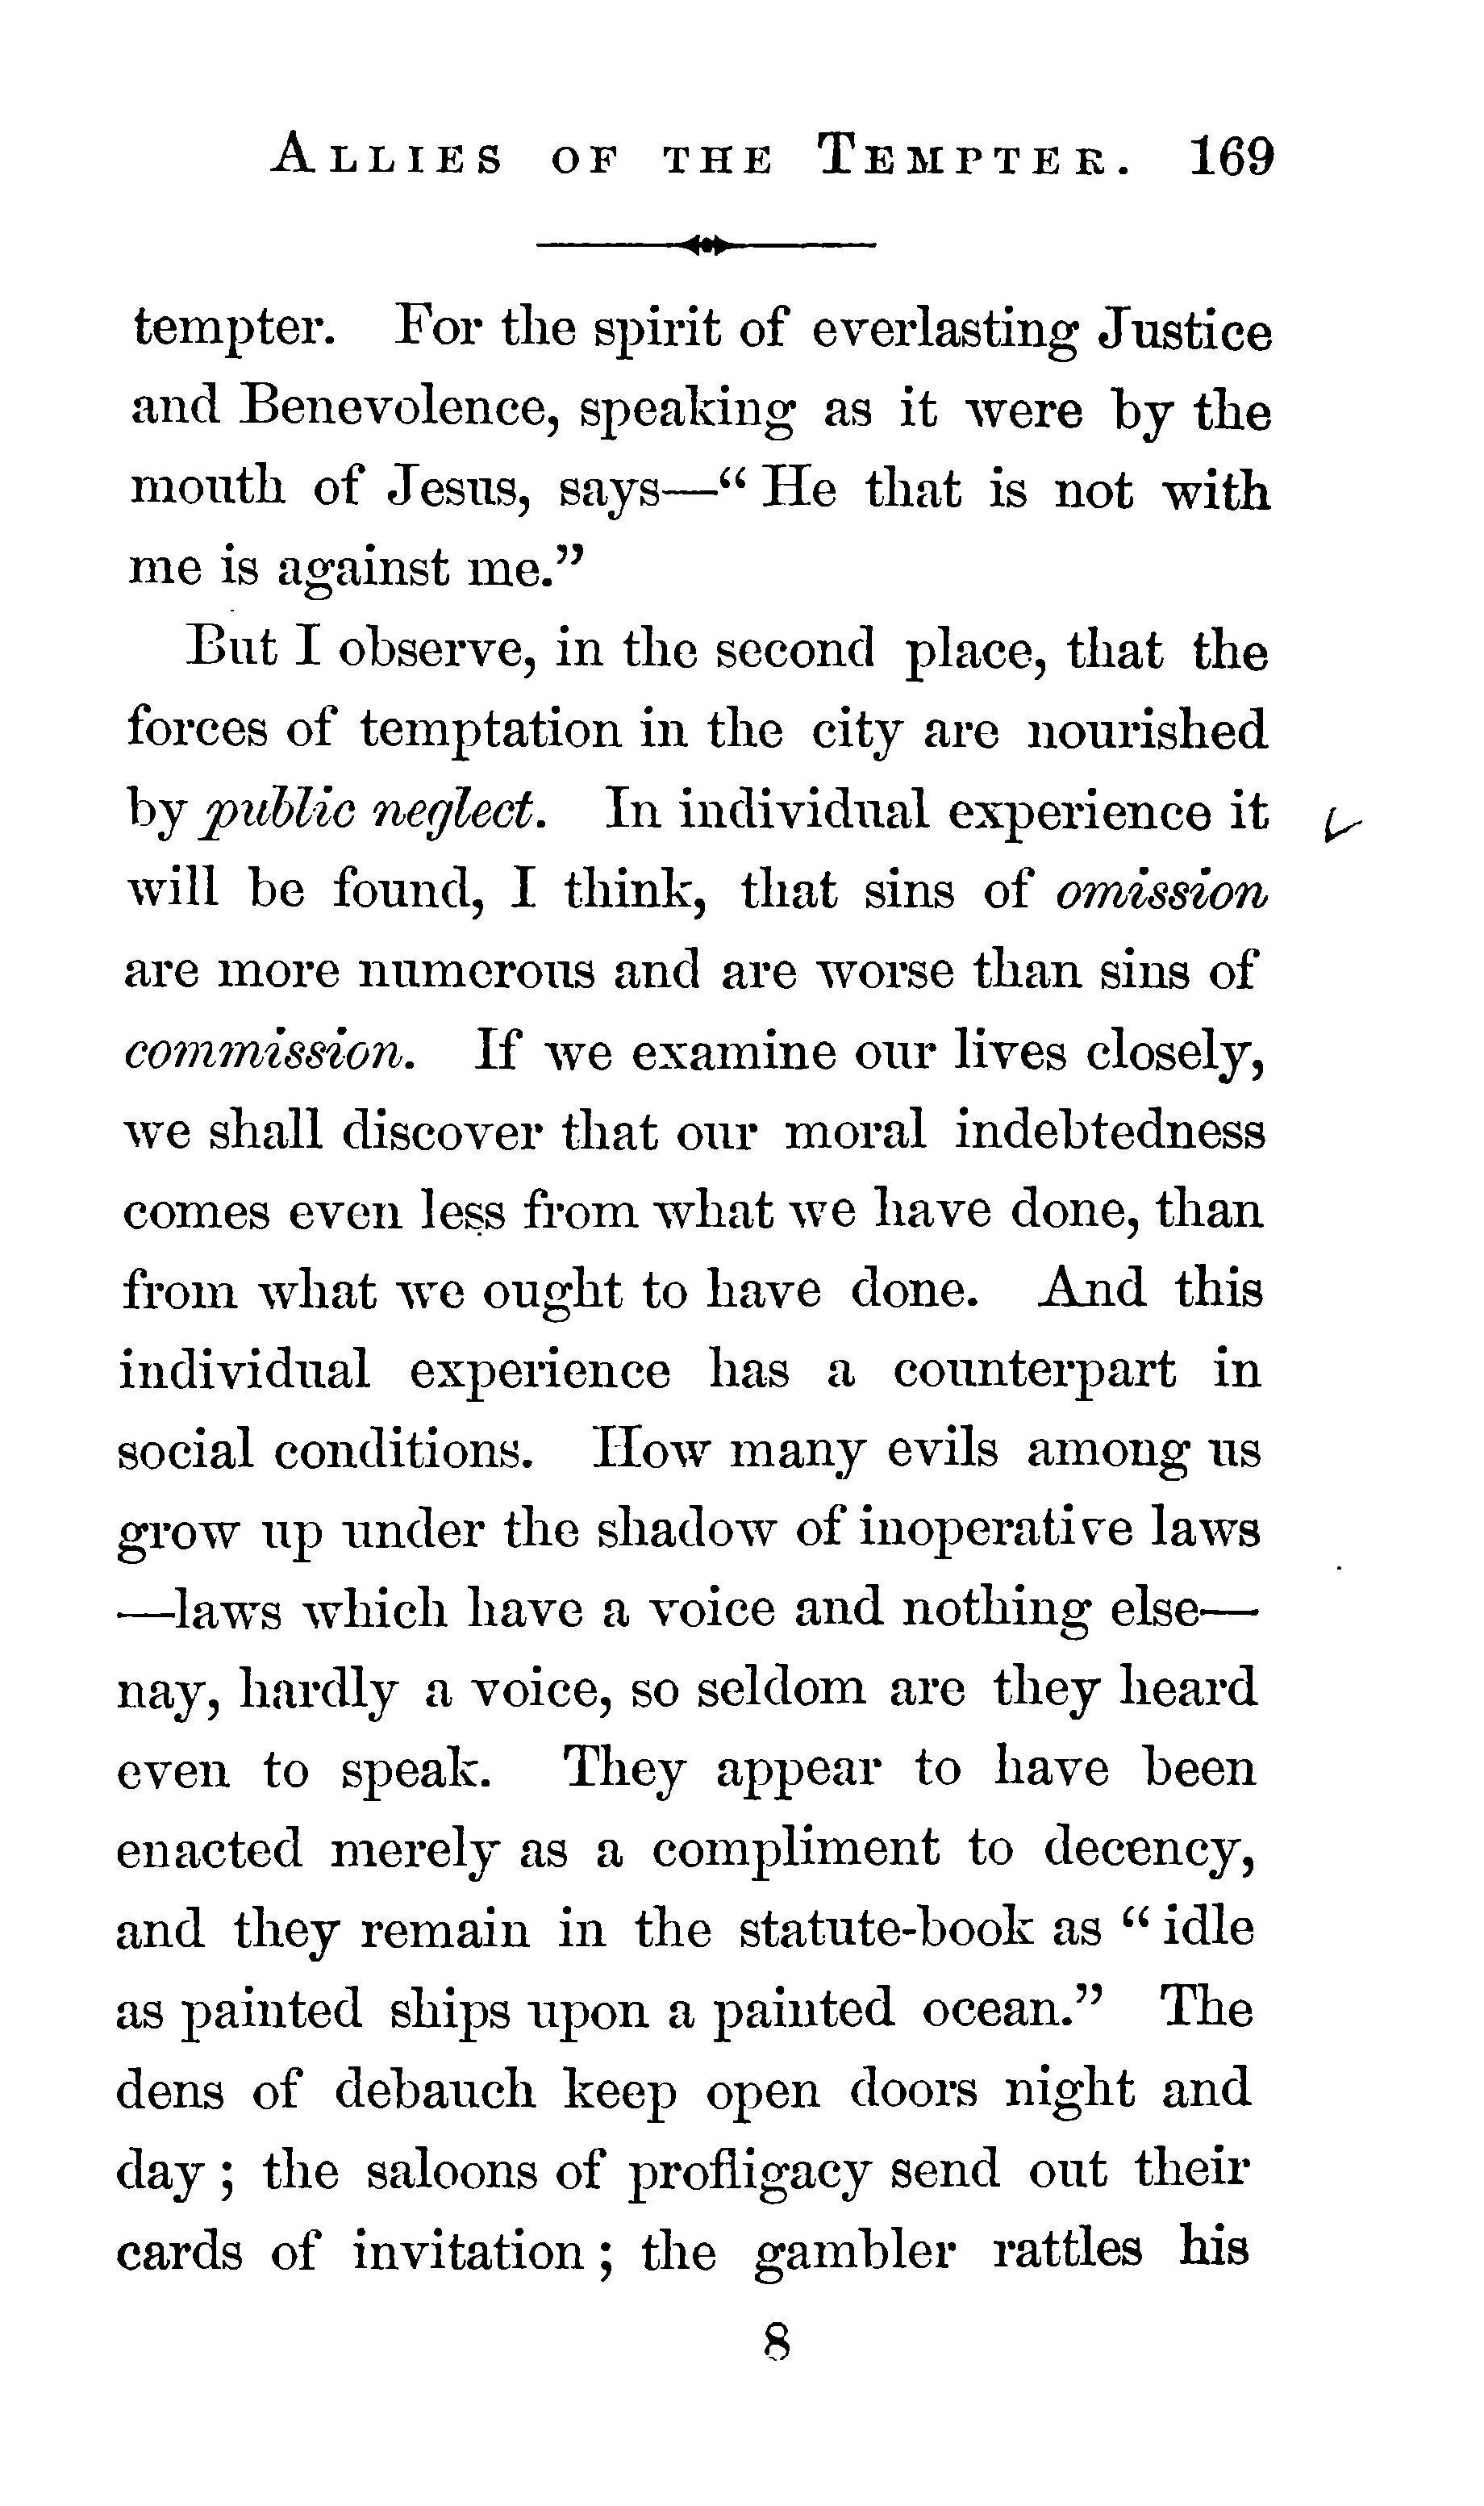 ALLIES OF THE TEMPTER. 169
tempter. For the spirit of everlasting Justice
and Benevolence, speaking as it were by the
mouth of Jesus, says—" He that is not with
me is against me."
But I observe, in the second place, that the
forces of temptation in the city are nourished
by public neglect. In individual experience it
will be found, I think, that sins of omission
are more numerous and are worse than sins of
commission. If we examine our lives closely,
we shall discover that our moral indebtedness
comes even less from what we have done, than
from what we ought to have done. And this
individual experience has a counterpart in
social conditions. How many evils among us
grow up under the shadow of inoperative laws
—laws which have a voice and nothing else—
nay, hardly a voice, so seldom are they heard
even to speak. They appear to have been
enacted merely as a compliment to decency,
and they remain in the statute-book as " idle
as painted ships upon a painted ocean." The
dens of debauch keep open doors night and
day ; the saloons of profligacy send out their
cards of invitation ; the gambler rattles his
8